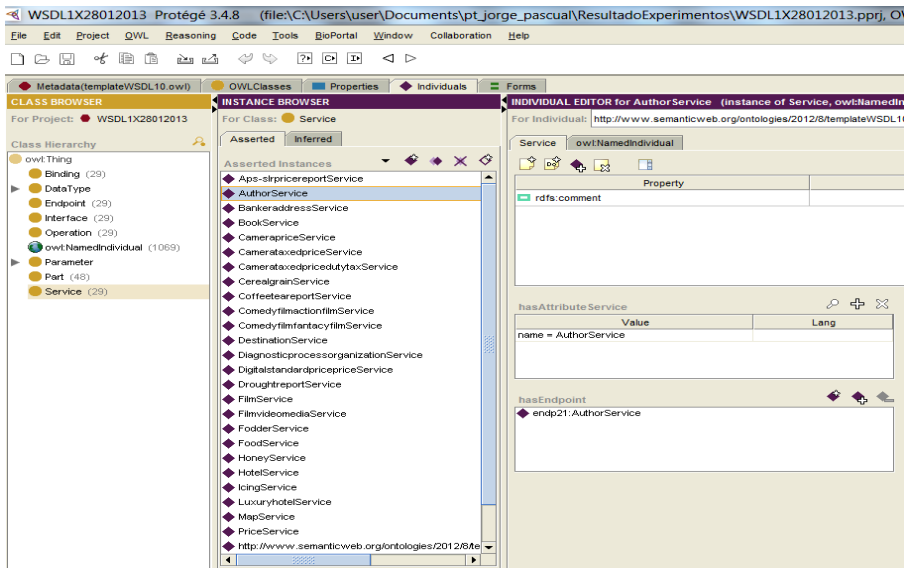 WSDL1X28012013 Protégé 3.4.8 (file:\C:\Users\user\Documents\pt_jorge_pascual\ResultadoExperimentos\WSDL1X28012013.pprj, O
File Edit Project OWL Reasoning Code Tools BioPortal Window Collaboration Help
Metadata(templateWSDL10.owl) OWLClasses Properties Individuals Forms
CLASS BROWSER
For Project: WSDL1X28012013
Class Hierarchy
owl:Thing
Binding (29)
DataType
Endpoint (29)
Interface (29)
Operation (29)
owl:NamedIndividual (1069)
Parameter
Part (48)
Service (29)
INSTANCE BROWSER
For Class: Service
Asserted Inferred
Asserted Instances
Aps-slrpricereportService
AuthorService
BankeraddressService
BookService
CamerapriceService
CamerataxedpriceService
CamerataxedpricedutytaxService
CerealgrainService
CoffeeteareportService
ComedyfilmactionfilmService
ComedyfilmfantacyfilmService
DestinationService
DiagnosticprocessorganizationService
DigitalstandardpricepriceService
DroughtreportService
FilmService
FilmvideomediaService
FodderService
FoodService
HoneyService
HotelService
IcingService
LuxuryhotelService
MapService
PriceService
http://www.semanticweb.org/ontologies/2012/8/te
INDIVIDUAL EDITOR for AuthorService (instance of Service, owl:NamedIn
For Individual: http://www.semanticweb.org/ontologies/2012/8/templateWSDL10
Service owl:NamedIndividual
Property
rdfs:comment
hasAttributeService
Value Lang
name = AuthorService
hasEndpoint
endp21:AuthorService